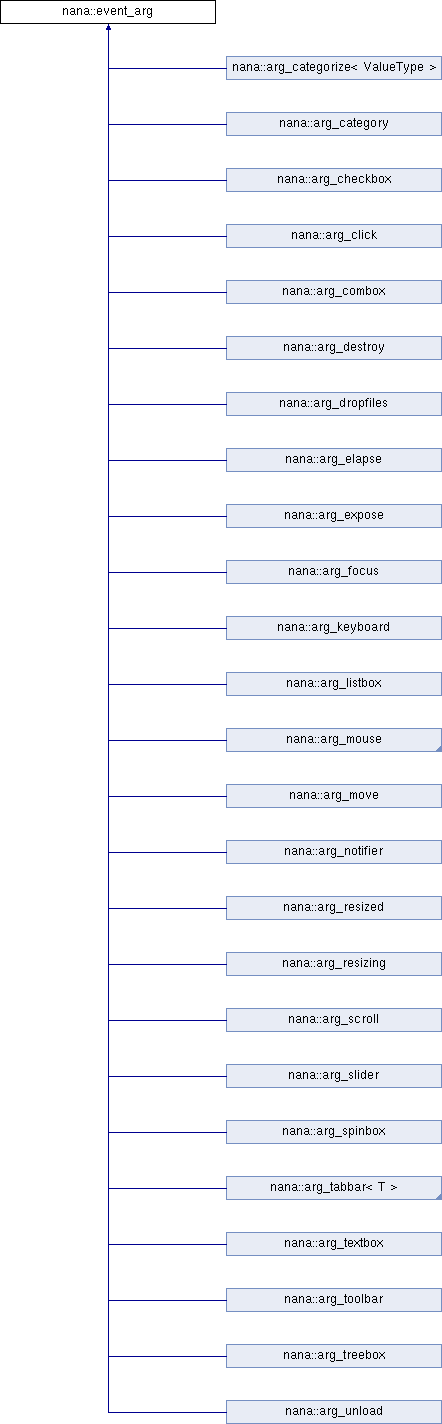 nana::event_arg
nana::arg_categorize< ValueType >
nana::arg_category
nana::arg_checkbox
nana::arg_click
nana::arg_combox
nana::arg_destroy
nana::arg_dropfiles
nana::arg_elapse
nana::arg_expose
nana::arg_focus
nana::arg_keyboard
nana::arg_listbox
nana::arg_mouse
nana::arg_move
nana::arg_notifier
nana::arg_resized
nana::arg_resizing
nana::arg_scroll
nana::arg_slider
nana::arg_spinbox
nana::arg_tabbar< T >
nana::arg_textbox
nana::arg_toolbar
nana::arg_treebox
nana::arg_unload